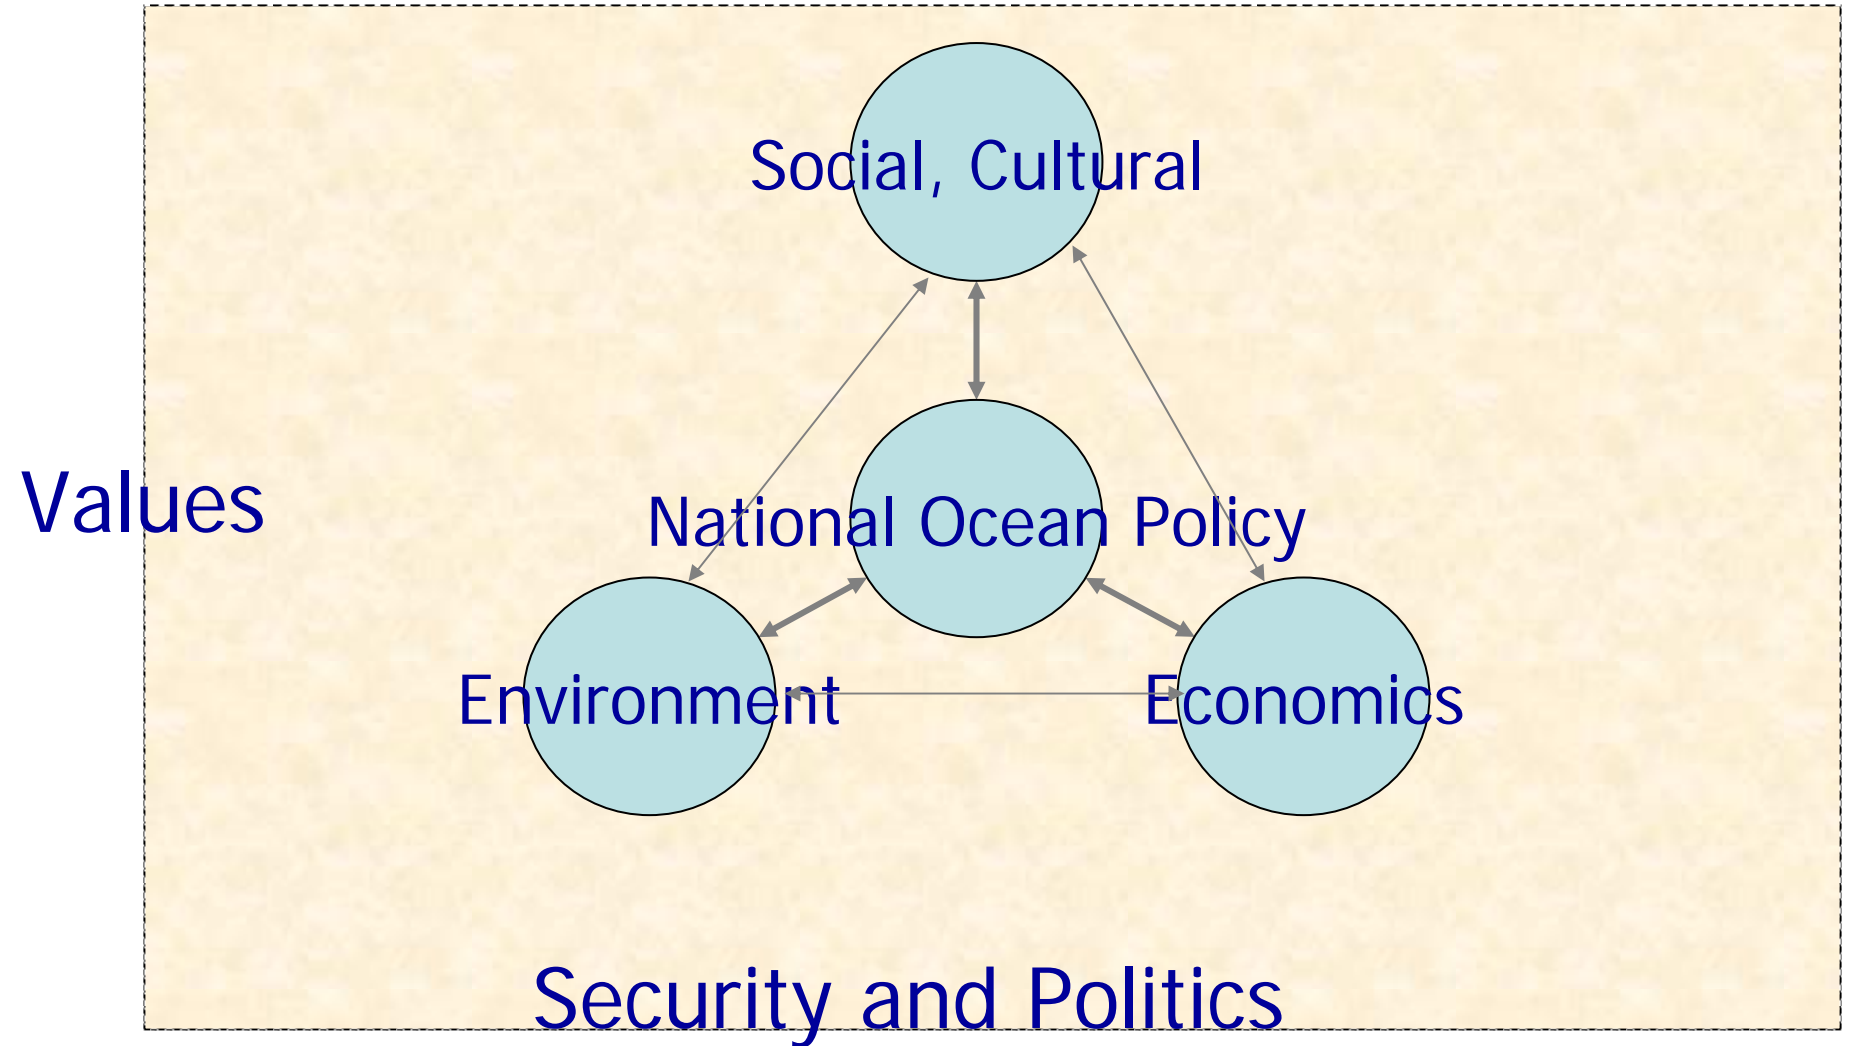 Social, Cultural
Values
National Ocean Policy
Environment
Economics
Security and Politics